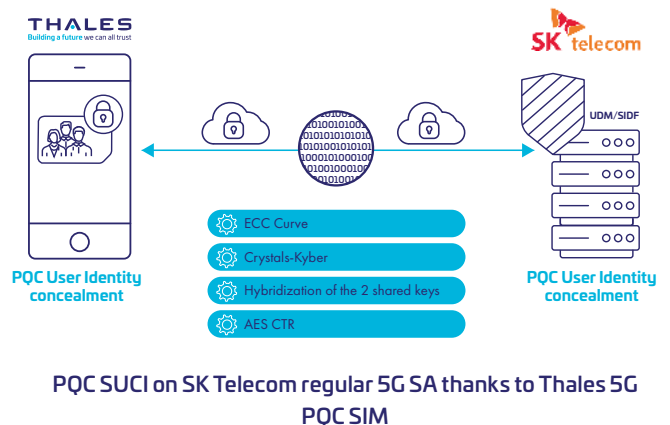 THALES
Building a future we can all trust
SK telecom
UDM/SIDF
ECC Curve
Crystals-Kyber
Hybridization of the 2 shared keys
AES CTR
PQC User Identity
concealment
PQC User Identity
concealment
PQC SUCI on SK Telecom regular 5G SA thanks to Thales 5G
PQC SIM